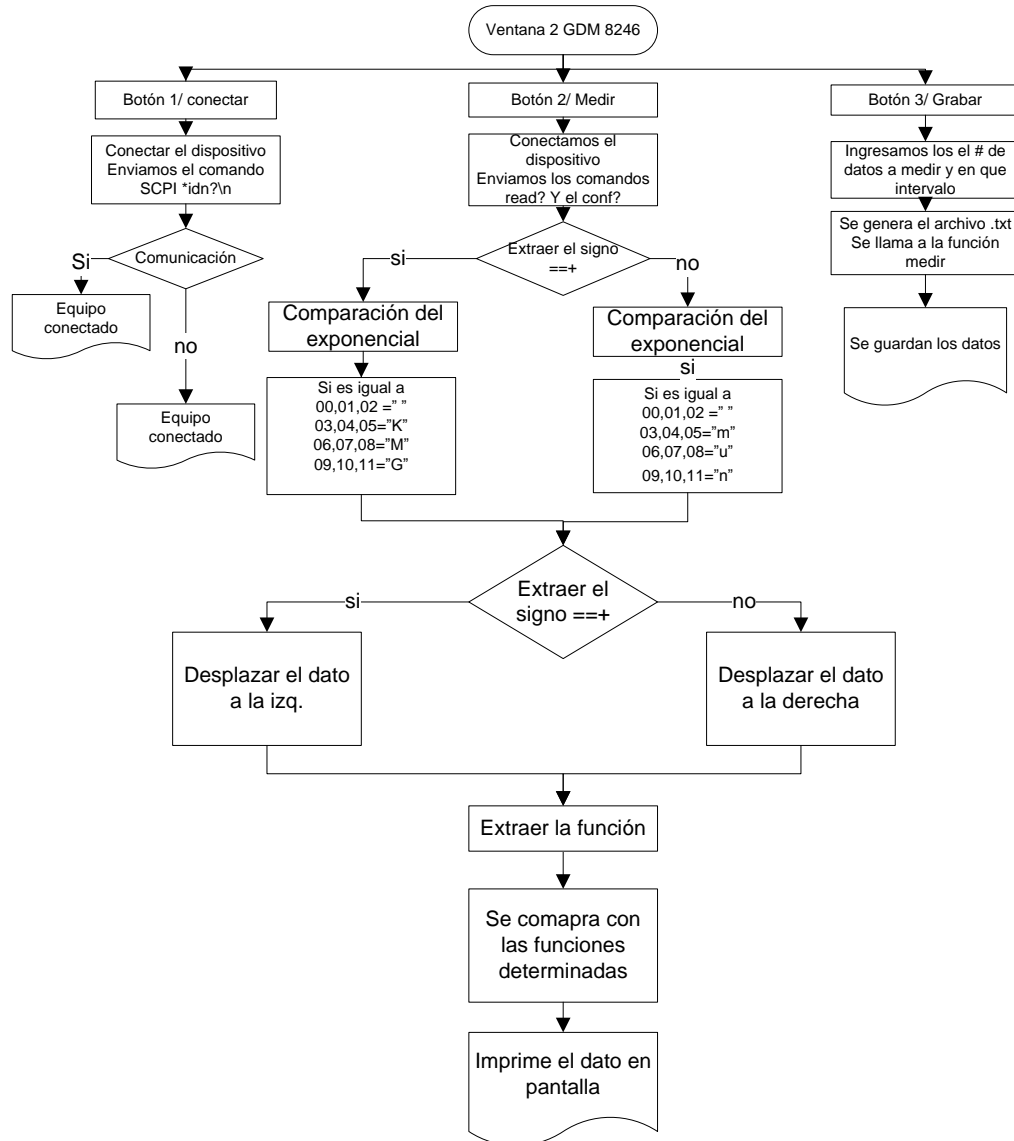 Ventana 2 GDM 8246
Botón 1/ conectar
Conectar el dispositivo
Enviamos el comando
SCPI *idn?\n
Comunicación
Si
Equipo
conectado
no
Equipo
conectado
Botón 2/ Medir
Conectamos el
dispositivo
Enviamos los comandos
read? Y el conf?
Extraer el signo
==+
si
Comparación del
exponencial
Si es igual a
00,01,02 =” ”
03,04,05=”K”
06,07,08=”M”
09,10,11=”G”
no
Comparación del
exponencial
si
Si es igual a
00,01,02 =” ”
03,04,05=”m”
06,07,08=”u”
09,10,11=”n”
Extraer el
signo ==+
si
Desplazar el dato
a la izq.
no
Desplazar el dato
a la derecha
Extraer la función
Se comapra con
las funciones
determinadas
Imprime el dato en
pantalla
Botón 3/ Grabar
Ingresamos los el # de
datos a medir y en que
intervalo
Se genera el archivo .txt
Se llama a la función
medir
Se guardan los datos